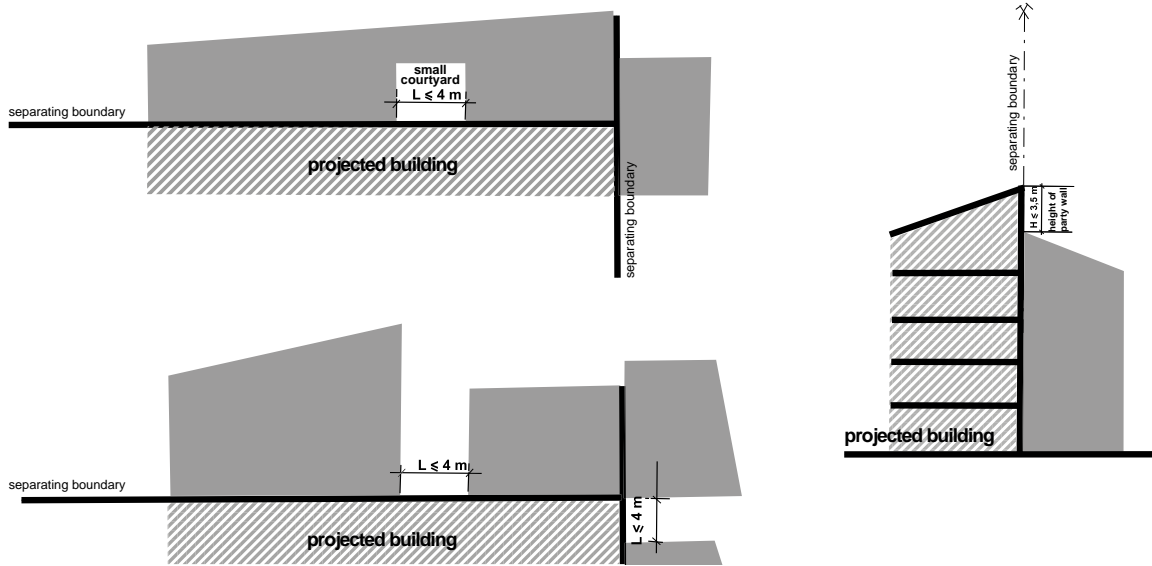 small
courtyard
L ⩽ 4 m
separating boundary
projected building
separating boundary
L ⩽ 4 m
separating boundary
L ⩽ 4 m
projected building
separating boundary
H ≤ 3,5 m
height of
party wall
projected building